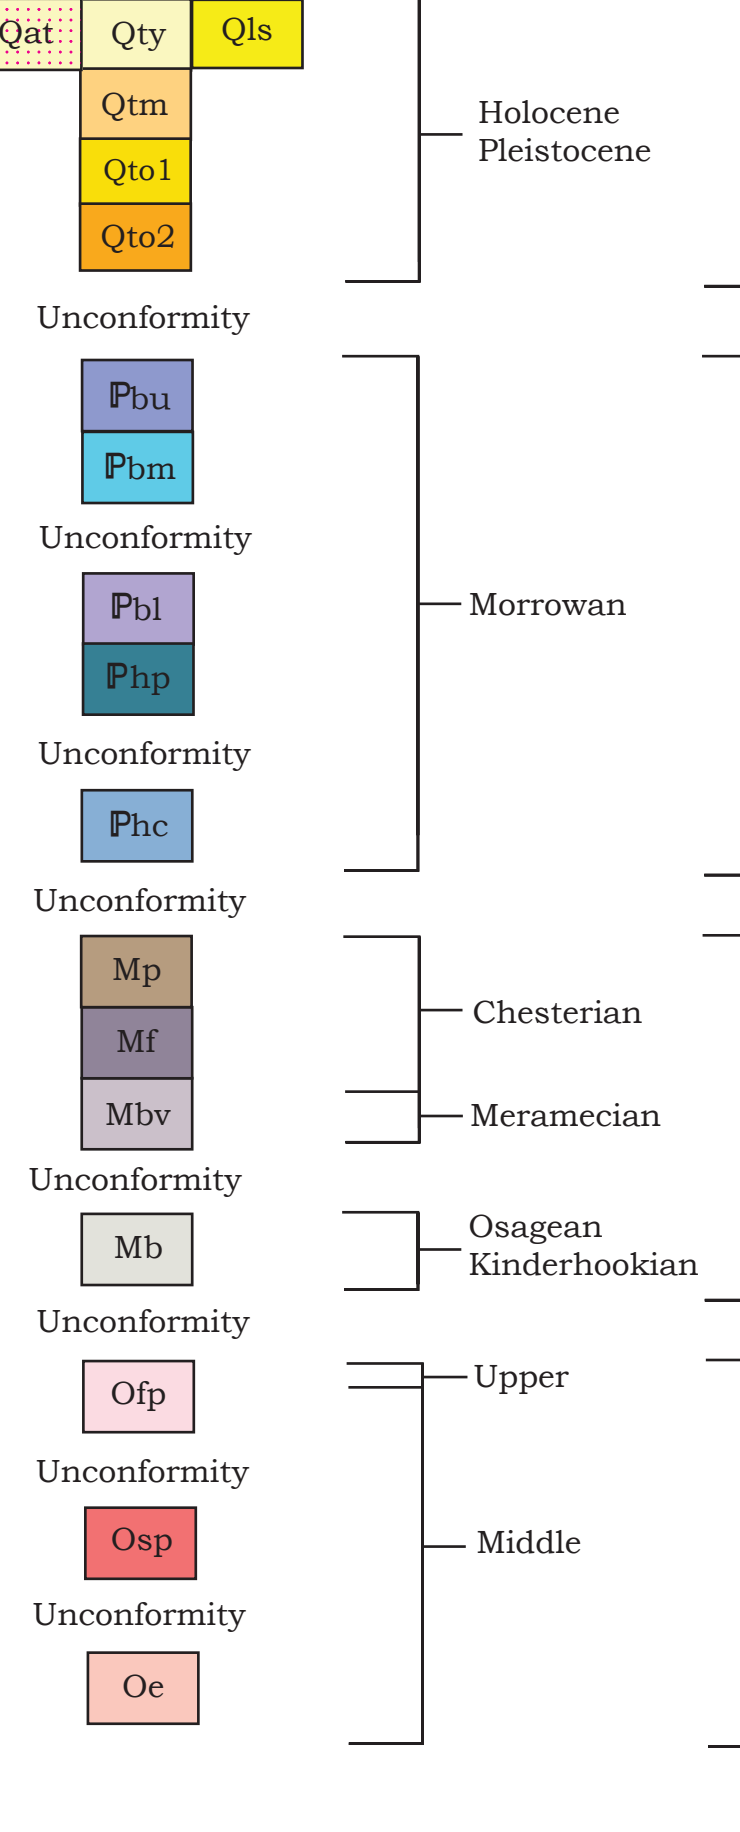 Qat Qty Qls
Qtm
Holocene
Pleistocene
Qto1
Qto2
Unconformity
ℙbu
ℙbm
Unconformity
ℙbl
Morrowan
ℙhp
Unconformity
ℙhc
Unconformity
Mp
Chesterian
Mf
Mbv
Meramecian
Unconformity
Osagean
Mb
Kinderhookian
Unconformity
Upper
Ofp
Unconformity
Osp
Middle
Unconformity
Oe